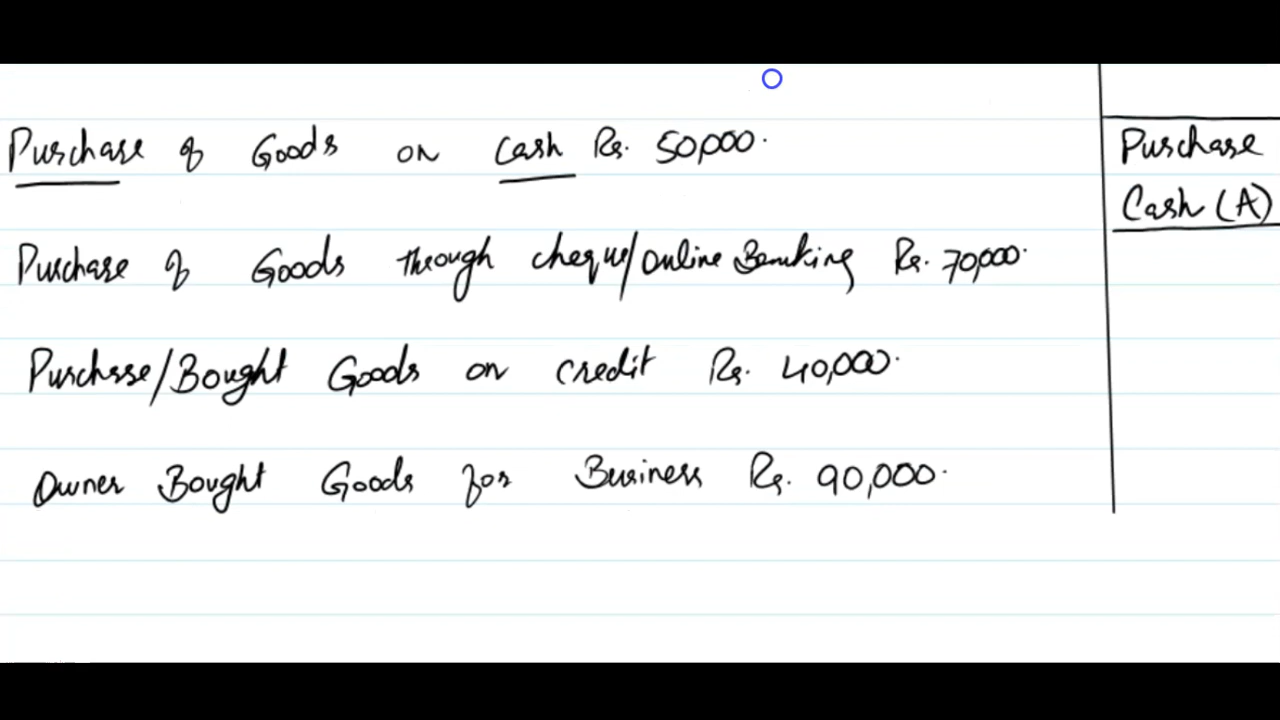 Purchase of Goods on Cash Rs. 50,000.
Purchase
Cash (A)
Purchase of Goods through cheque/Online Banking Rs. 70,000.
Purchase/Bought Goods on credit Rs. 40,000.
Owner Bought Goods for Business Rs. 90,000.